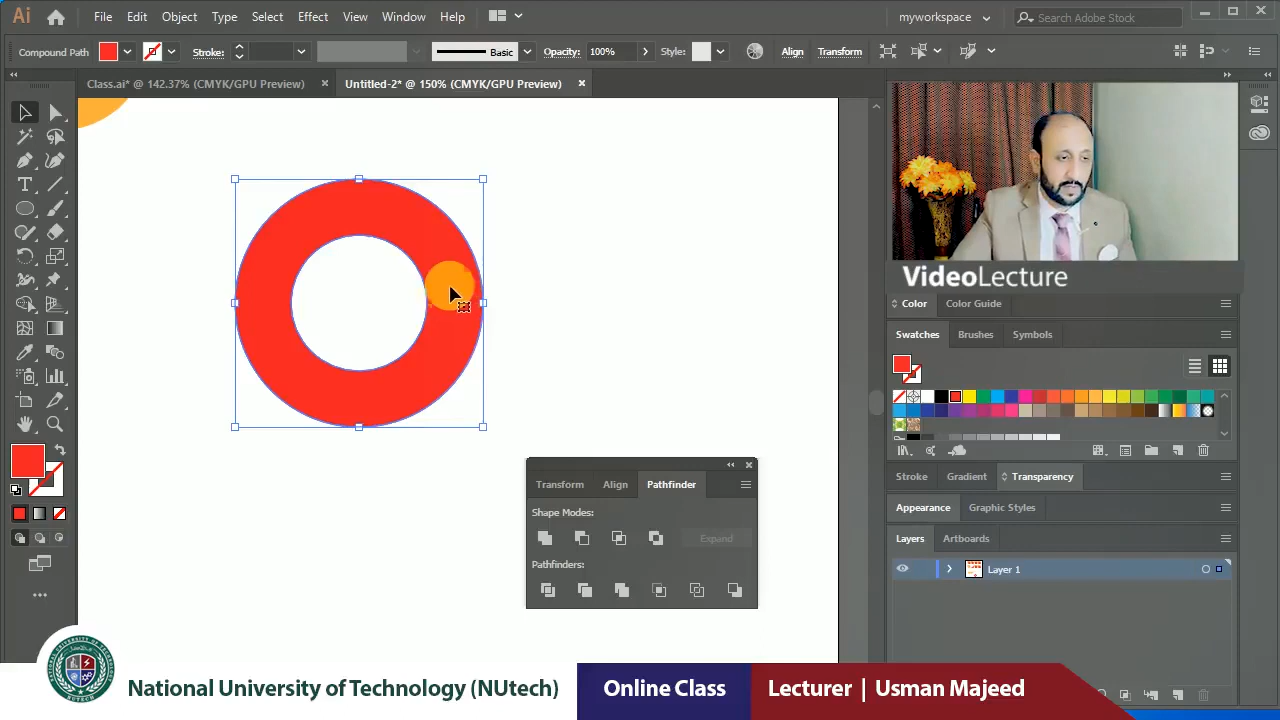 Ai File Edit Object Type Select Effect View Window Help myworkspace Search Adobe Stock
Compound Path Stroke: Basic Opacity: 100% Style: Align Transform
Class.ai* @ 142.37% (CMYK/GPU Preview) Untitled-2* @ 150% (CMYK/GPU Preview)
VideoLecture
Color Color Guide
Swatches Brushes Symbols
Transform Align Pathfinder
Shape Modes:
Expand
Pathfinders:
Stroke Gradient Transparency
Appearance Graphic Styles
Layers Artboards
Layer 1
National University of Technology (NUtech) Online Class Lecturer | Usman Majeed